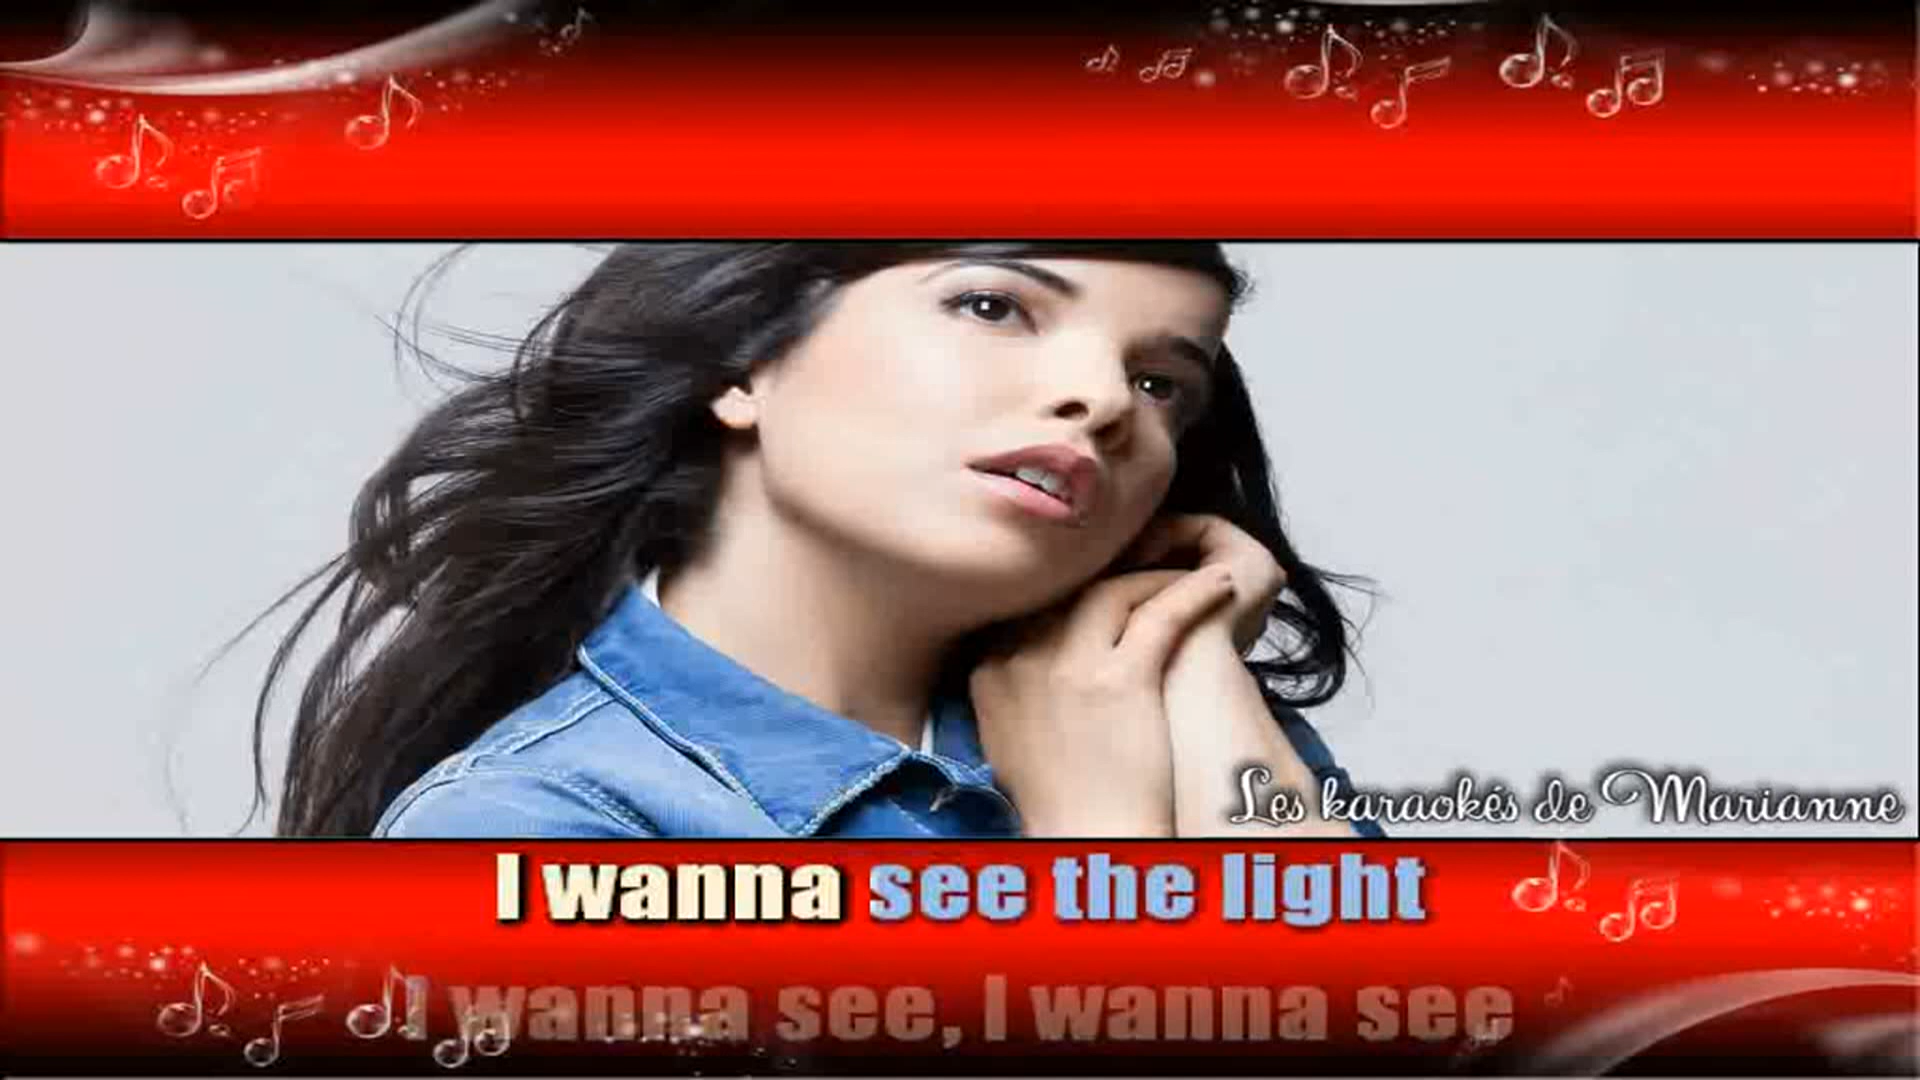 Les karaokés de Marianne
I wanna see the light
I wanna see, I wanna see